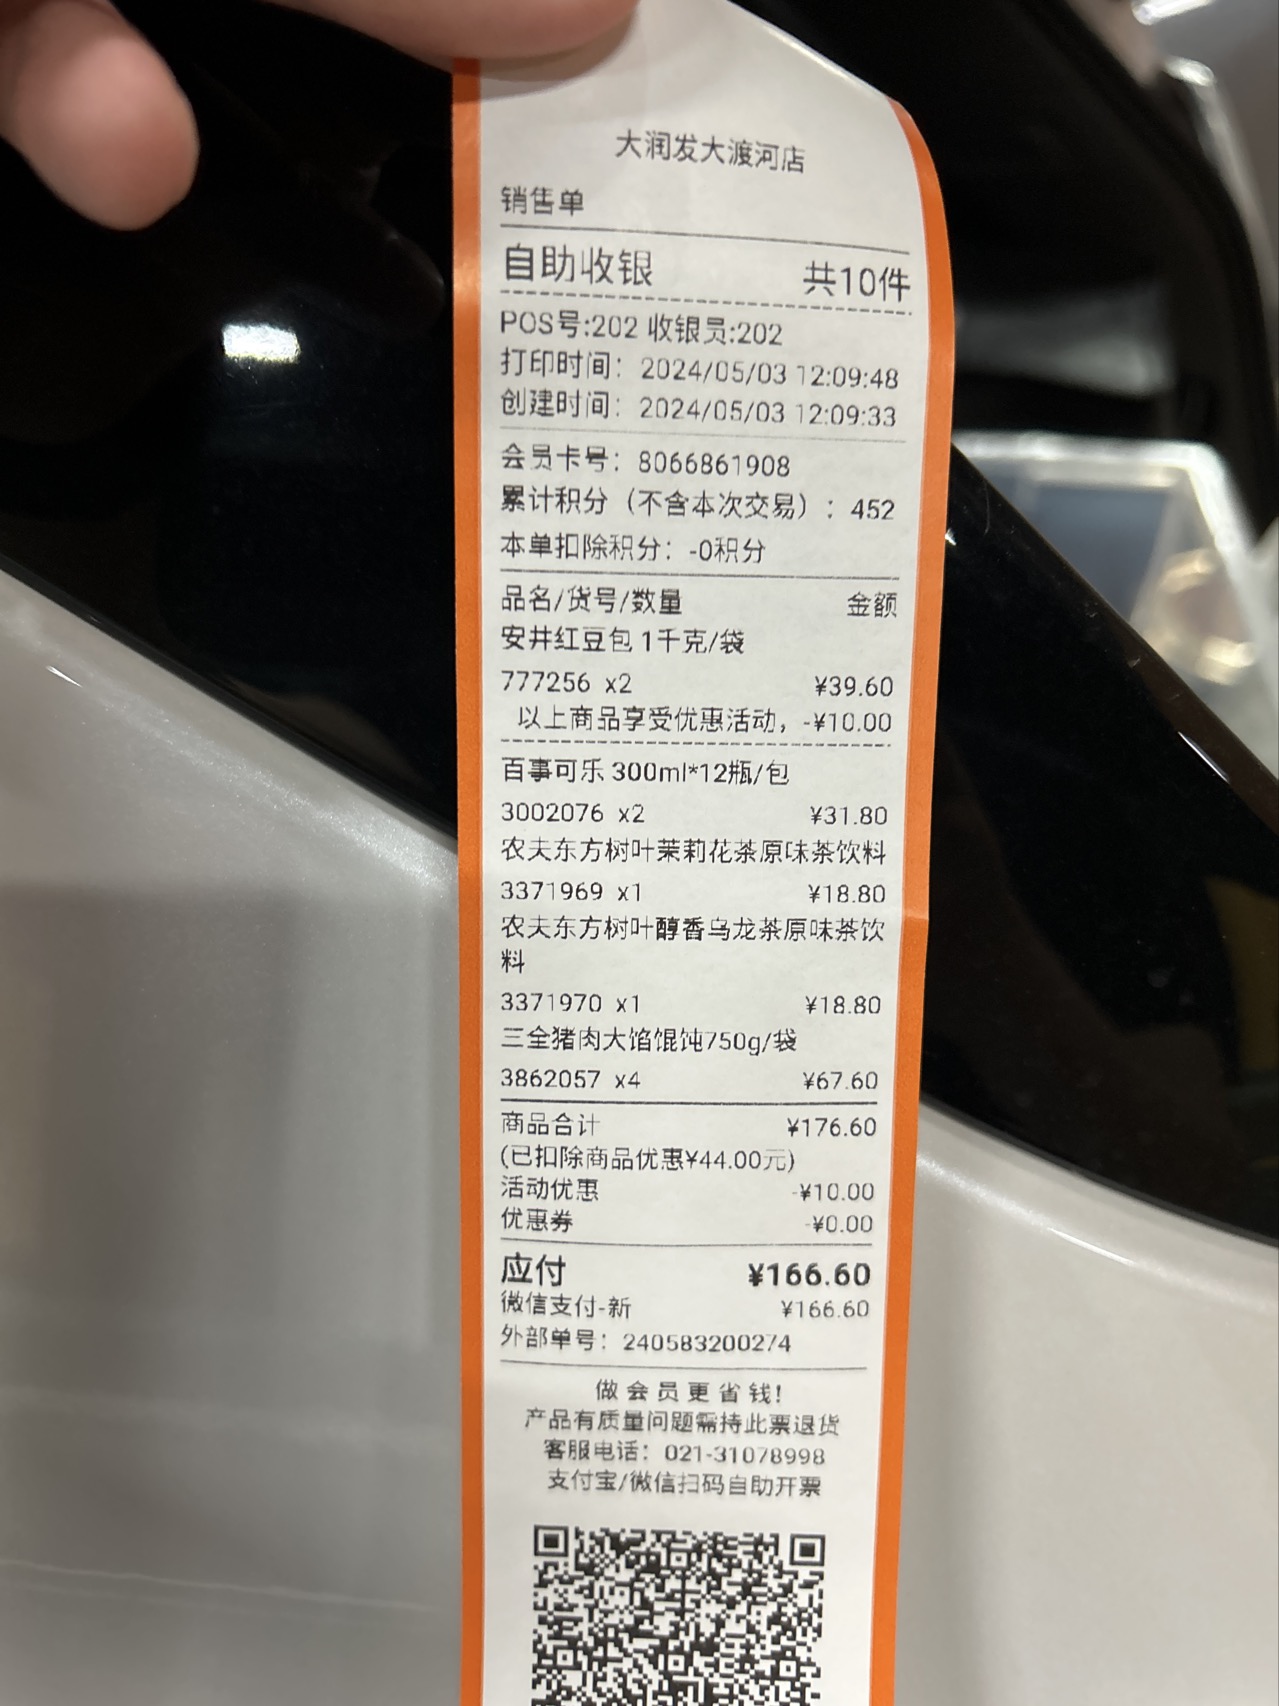 大润发大渡河店
销售单
自助收银 共10件
POS号:202 收银员:202
打印时间：2024/05/03 12:09:48
创建时间：2024/05/03 12:09:33
会员卡号：8066861908
累计积分（不含本次交易）：452
本单扣除积分：-0积分
品名/货号/数量 金额
安井红豆包 1千克/袋
777256 x2 ¥39.60
以上商品享受优惠活动，-¥10.00
百事可乐 300ml*12瓶/包
3002076 x2 ¥31.80
农夫东方树叶茉莉花茶原味茶饮料
3371969 x1 ¥18.80
农夫东方树叶醇香乌龙茶原味茶饮
料
3371970 x1 ¥18.80
三全猪肉大馅馄饨750g/袋
3862057 x4 ¥67.60
商品合计 ¥176.60
(已扣除商品优惠¥44.00元)
活动优惠 -¥10.00
优惠券 -¥0.00
应付 ¥166.60
微信支付-新 ¥166.60
外部单号：240583200274
做会员更省钱！
产品有质量问题需持此票退货
客服电话：021-31078998
支付宝/微信扫码自助开票